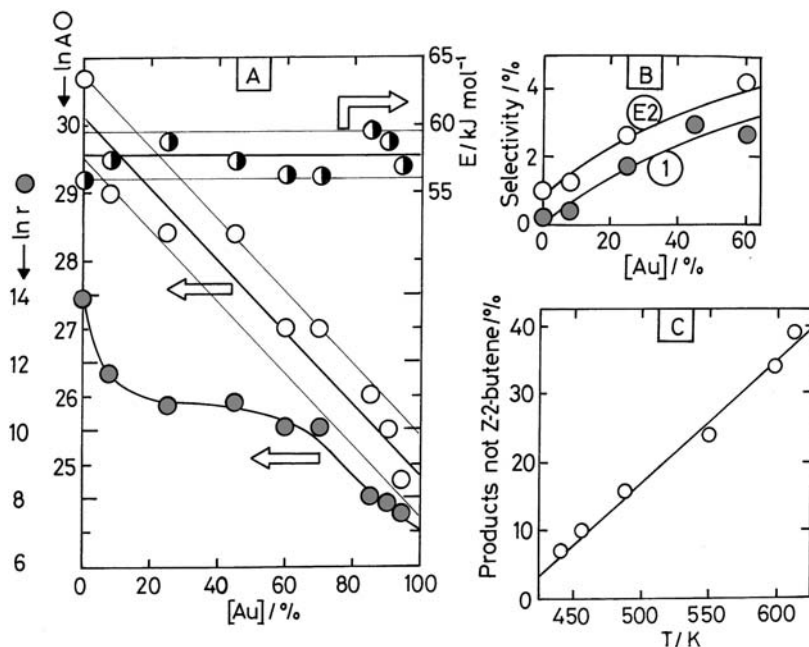 ln A
A
65
60
55
E/kJ mol⁻¹
30
29
28
27
26
25
ln r
14
12
10
8
6
0 20 40 60 80 100
[Au]/%
B
Selectivity/%
4
2
0
E2
1
0 20 40 60
[Au]/%
C
Products not Z-2-butene/%
40
30
20
10
0
450 500 550 600
T/K